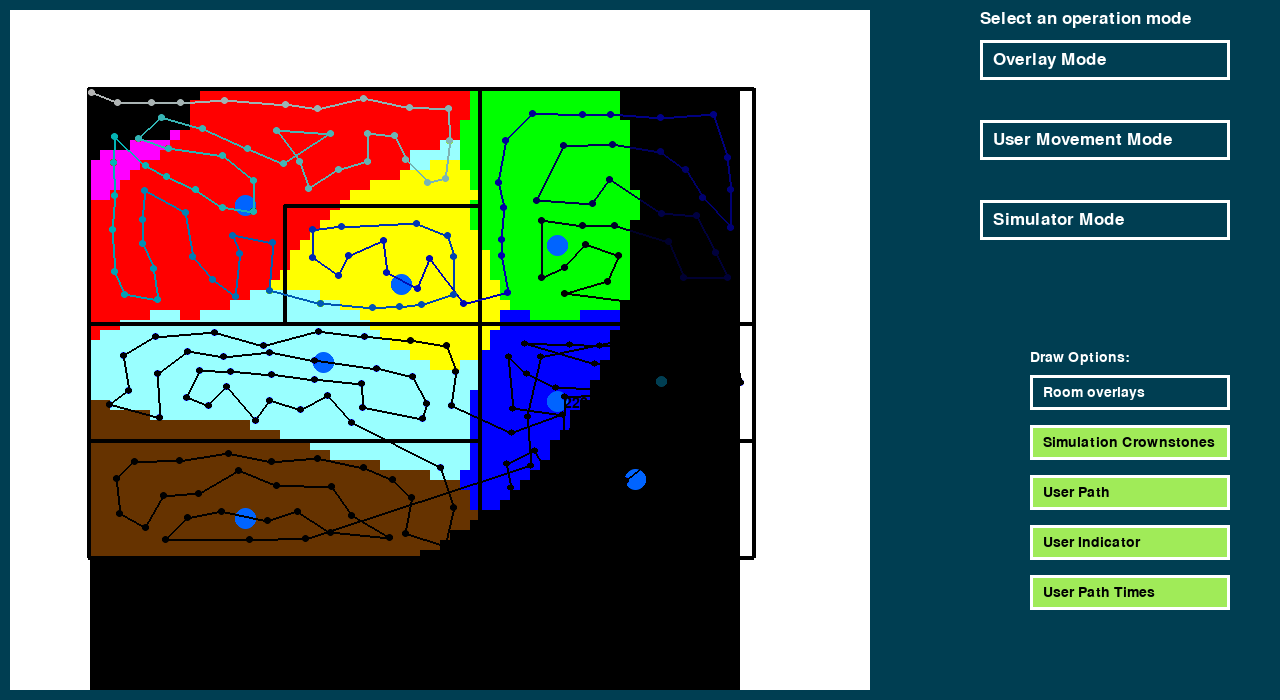 Select an operation mode
Overlay Mode
User Movement Mode
Simulator Mode
Draw Options:
Room overlays
Simulation Crownstones
User Path
User Indicator
User Path Times